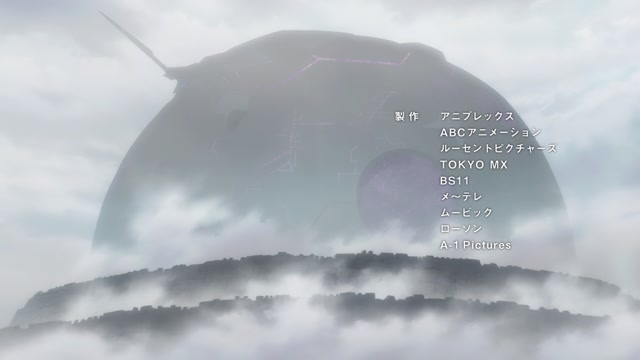 製作 アニプレックス
ABCアニメーション
ルーセントピクチャーズ
TOKYO MX
BS11
メ〜テレ
ムービック
ローソン
A-1 Pictures